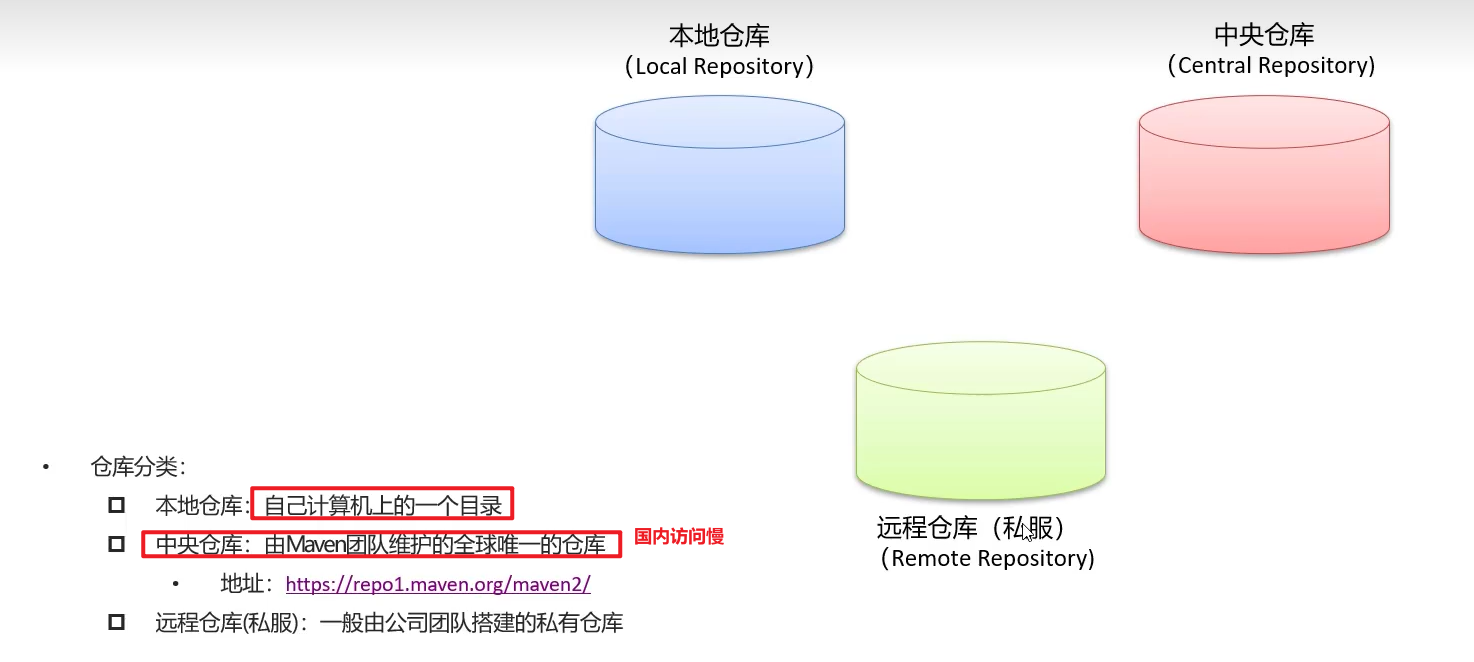 本地仓库
（Local Repository）
中央仓库
（Central Repository)
远程仓库（私服）
（Remote Repository)
• 仓库分类：
本地仓库：自己计算机上的一个目录
中央仓库：由Maven团队维护的全球唯一的仓库 国内访问慢
• 地址：https://repo1.maven.org/maven2/
远程仓库(私服)：一般由公司团队搭建的私有仓库